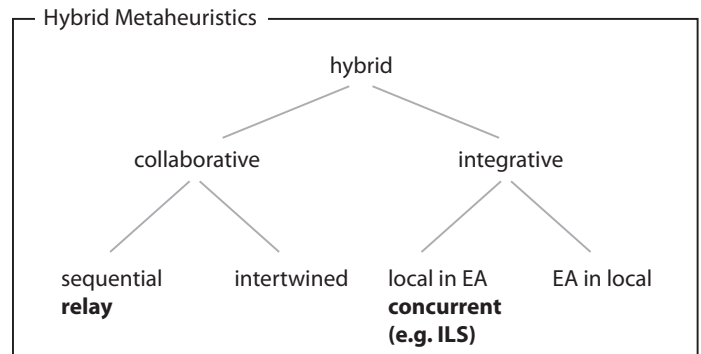 Hybrid Metaheuristics
hybrid
collaborative integrative
sequential intertwined local in EA EA in local
relay concurrent
(e.g. ILS)